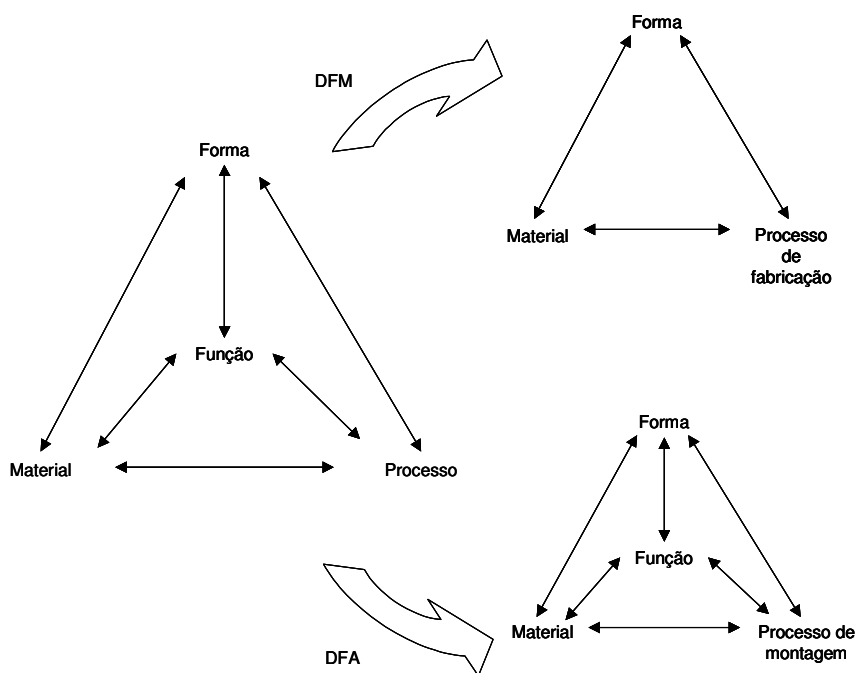 Forma
DFM
Forma
Material
Processo
de
fabricação
Função
Material
Processo
Forma
Função
Material
Processo de
montagem
DFA